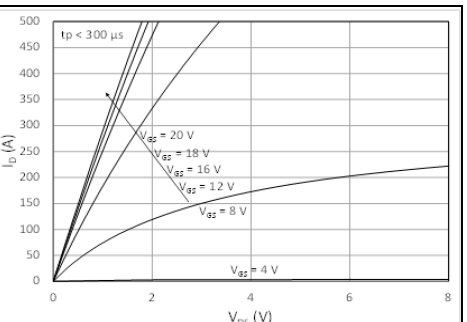 500
450
400
350
300
250
200
150
100
50
0
I_D (A)
tp < 300 µs
V_GS = 20 V
V_GS = 18 V
V_GS = 16 V
V_GS = 12 V
V_GS = 8 V
V_GS = 4 V
0 2 4 6 8
V_DS (V)